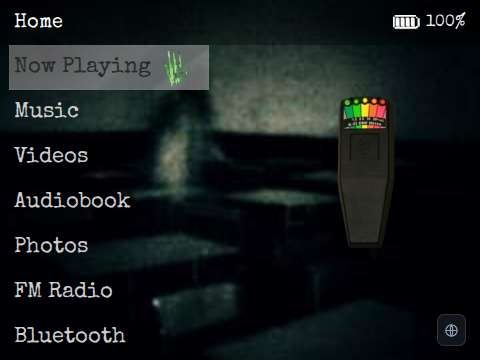 Home
100%
Now Playing
Music
Videos
Audiobook
Photos
FM Radio
Bluetooth